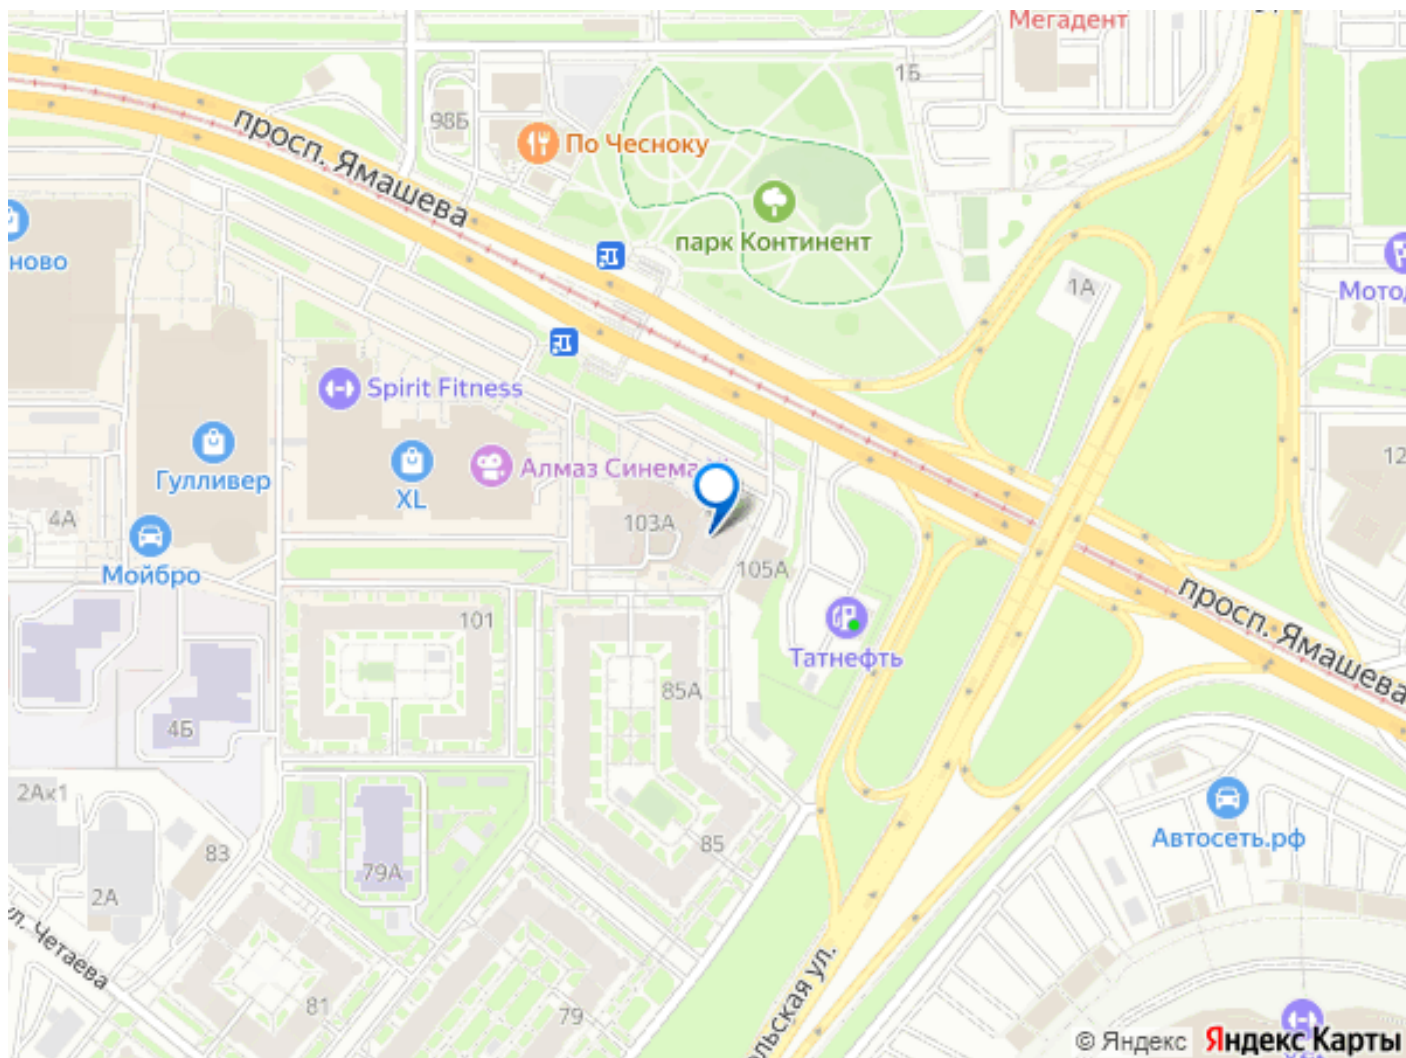 Мегадент
1Б
98Б
просп. Ямашева
По Чесноку
парк Континент
ново
1А
Мото
Spirit Fitness
Гулливер
XL
Алмаз Синема
12
4А
103А
Мойбро
105А
просп. Ямашева
101
Татнефть
85А
4Б
2Ак1
Автосеть.рф
83
85
79А
2А
ул. Четаева
81
79
ольская ул.
© Яндекс Яндекс Карты